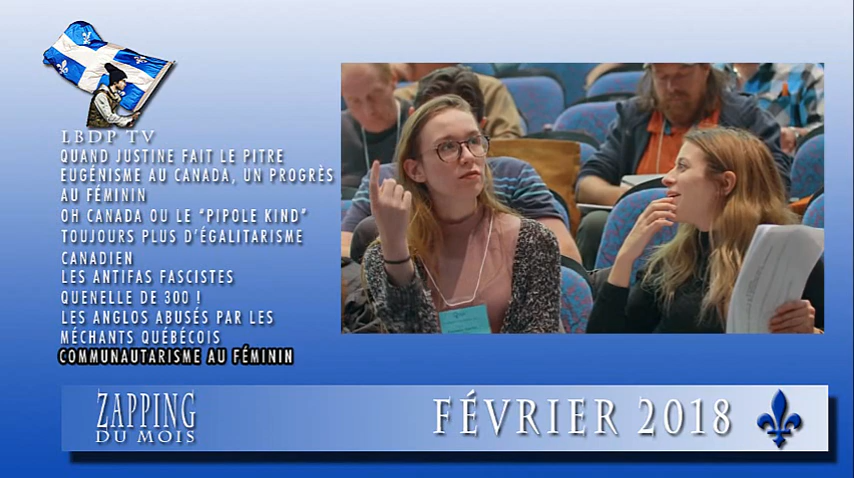 LBDP TV
QUAND JUSTINE FAIT LE PITRE
EUGÉNISME AU CANADA, UN PROGRÈS
AU FÉMININ
OH CANADA OU LE “PIPOLE KIND”
TOUJOURS PLUS D'ÉGALITARISME
CANADIEN
LES ANTIFAS FASCISTES
QUENELLE DE 300 !
LES ANGLOS ABUSÉS PAR LES
MÉCHANTS QUÉBÉCOIS
COMMUNAUTARISME AU FÉMININ
ZAPPING
DU MOIS
FÉVRIER 2018